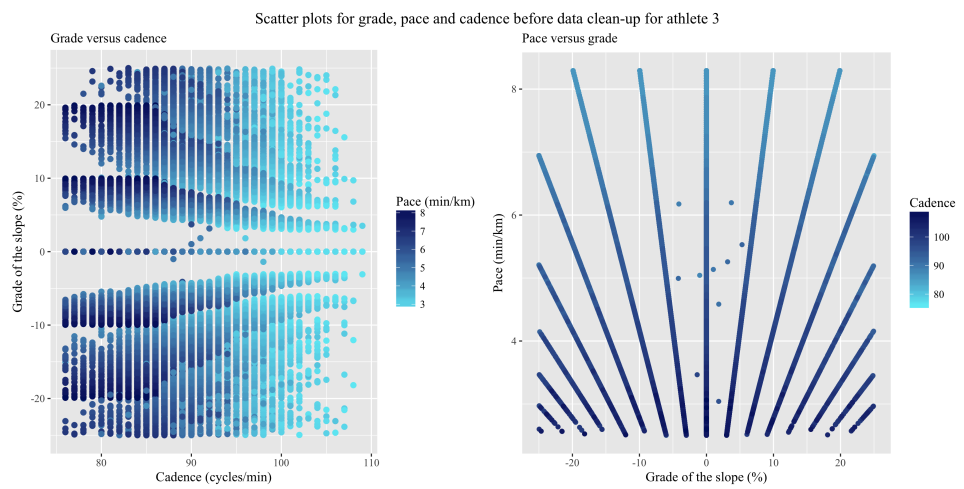 Scatter plots for grade, pace and cadence before data clean-up for athlete 3
Grade versus cadence
Grade of the slope (%)
20
10
0
-10
-20
80
90
100
110
Cadence (cycles/min)
Pace (min/km)
8
7
6
5
4
3
Pace versus grade
Pace (min/km)
8
6
4
-20
-10
0
10
20
Grade of the slope (%)
Cadence
100
90
80